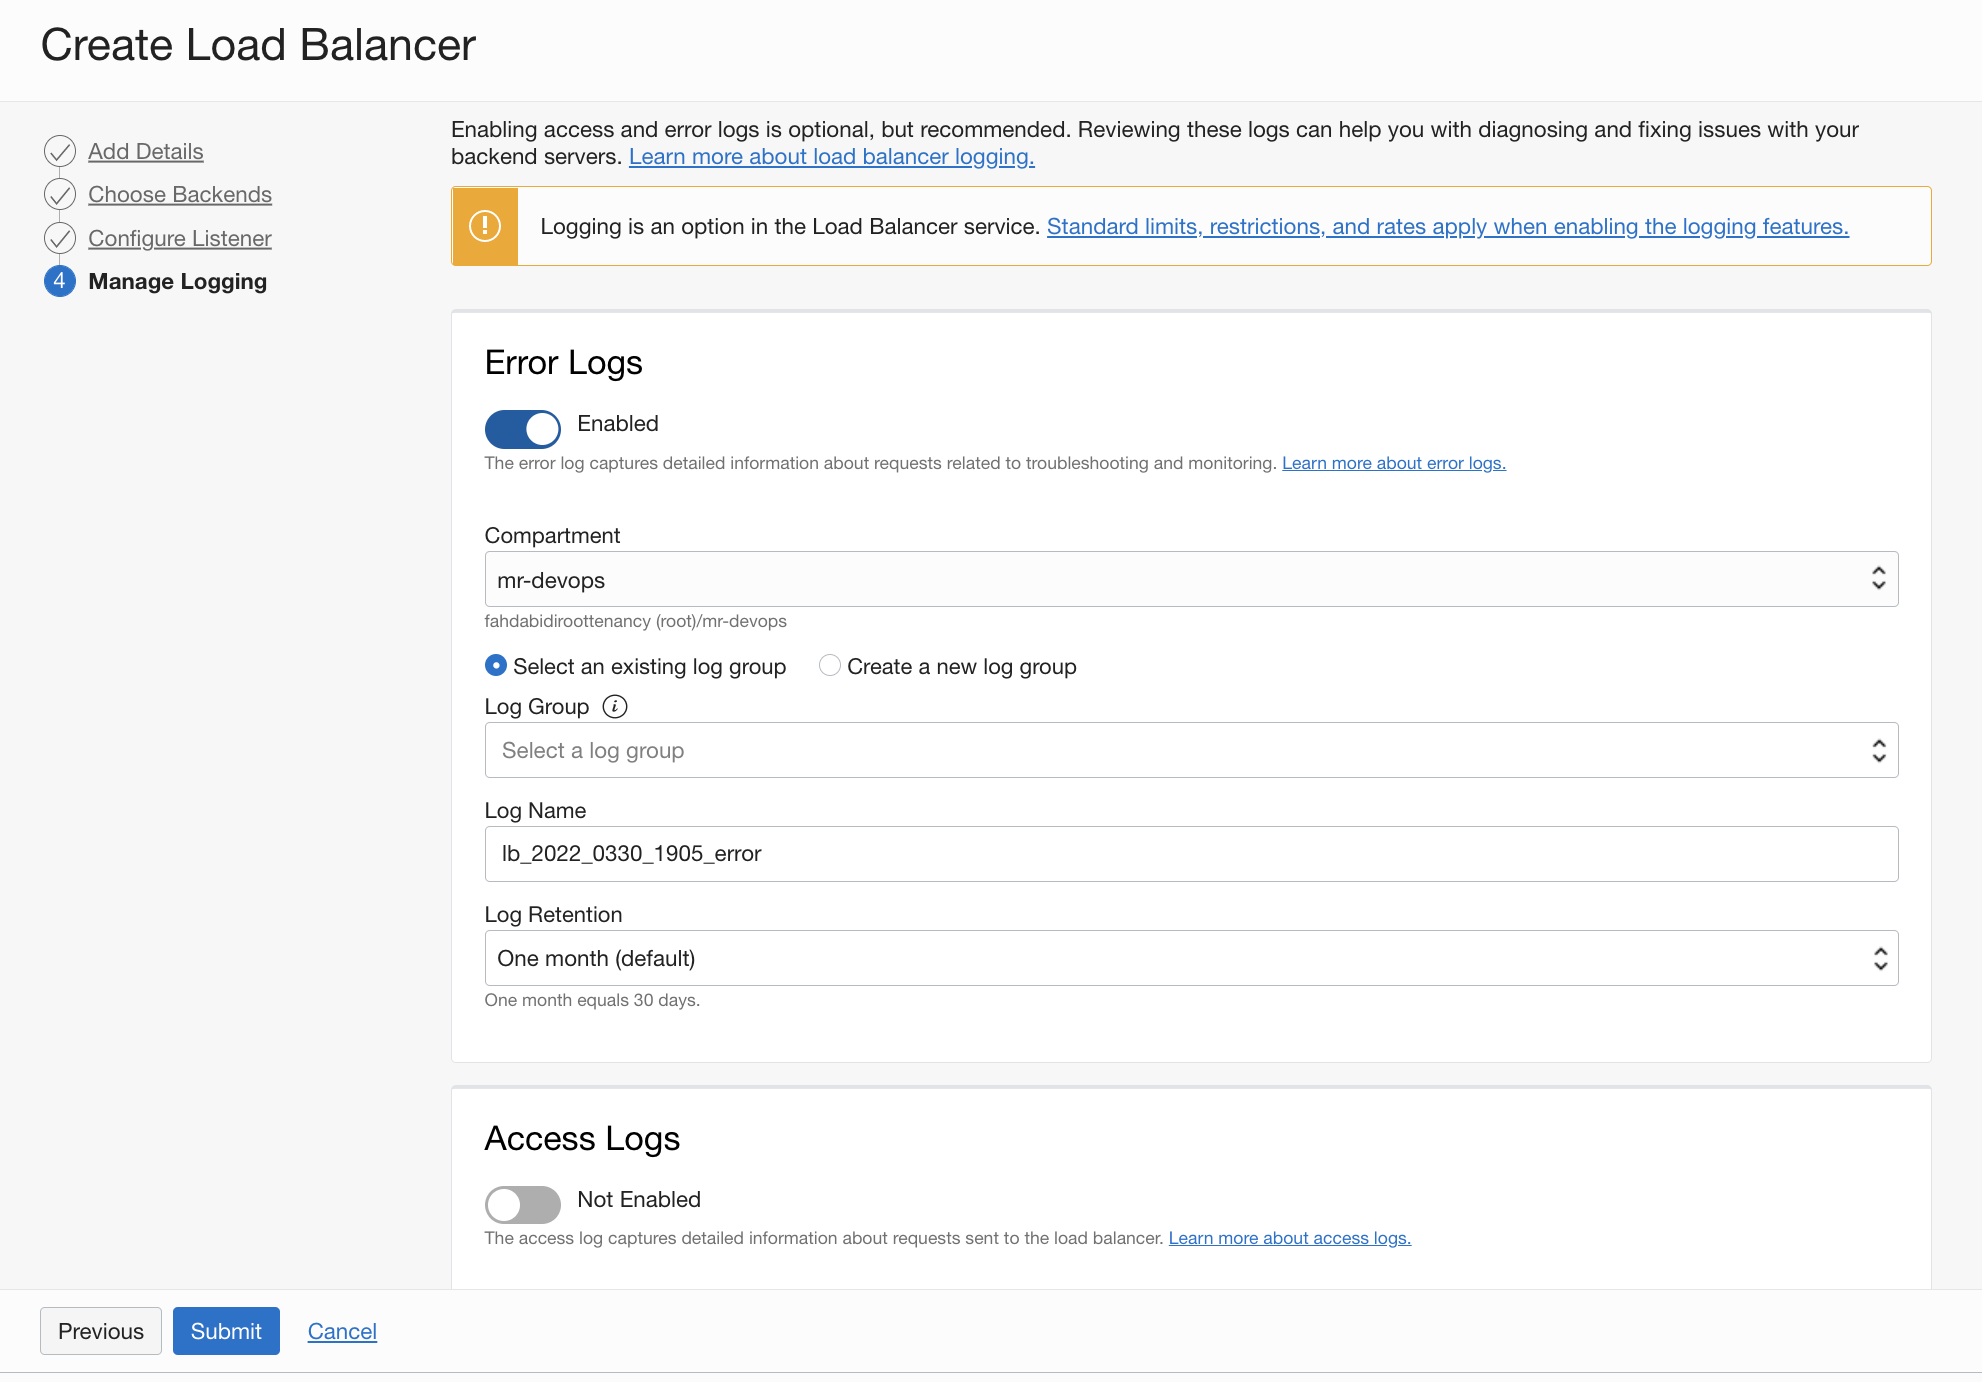 Create Load Balancer
Add Details
Choose Backends
Configure Listener
4 Manage Logging
Enabling access and error logs is optional, but recommended. Reviewing these logs can help you with diagnosing and fixing issues with your
backend servers. Learn more about load balancer logging.
Logging is an option in the Load Balancer service. Standard limits, restrictions, and rates apply when enabling the logging features.
Error Logs
Enabled
The error log captures detailed information about requests related to troubleshooting and monitoring. Learn more about error logs.
Compartment
mr-devops
fahdabidiroottenancy (root)/mr-devops
Select an existing log group Create a new log group
Log Group i
Select a log group
Log Name
lb_2022_0330_1905_error
Log Retention
One month (default)
One month equals 30 days.
Access Logs
Not Enabled
The access log captures detailed information about requests sent to the load balancer. Learn more about access logs.
Previous Submit Cancel